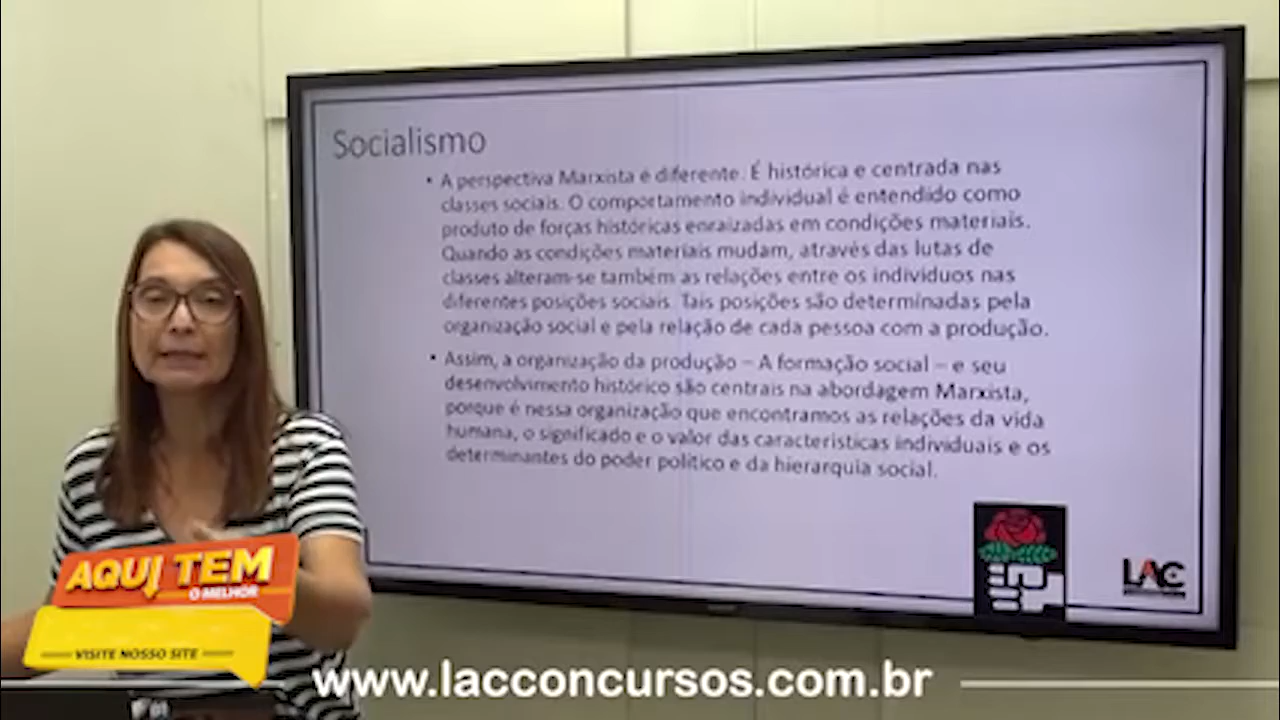 Socialismo
• A perspectiva Marxista é diferente. É histórica e centrada nas
classes sociais. O comportamento individual é entendido como
produto de forças históricas enraizadas em condições materiais.
Quando as condições materiais mudam, através das lutas de
classes alteram-se também as relações entre os indivíduos nas
diferentes posições sociais. Tais posições são determinadas pela
organização social e pela relação de cada pessoa com a produção.
• Assim, a organização da produção – A formação social – e seu
desenvolvimento histórico são centrais na abordagem Marxista,
porque é nessa organização que encontramos as relações da vida
humana, o significado e o valor das características individuais e os
determinantes do poder político e da hierarquia social.
LAC
AQUI TEM
O MELHOR
VISITE NOSSO SITE
www.lacconcursos.com.br